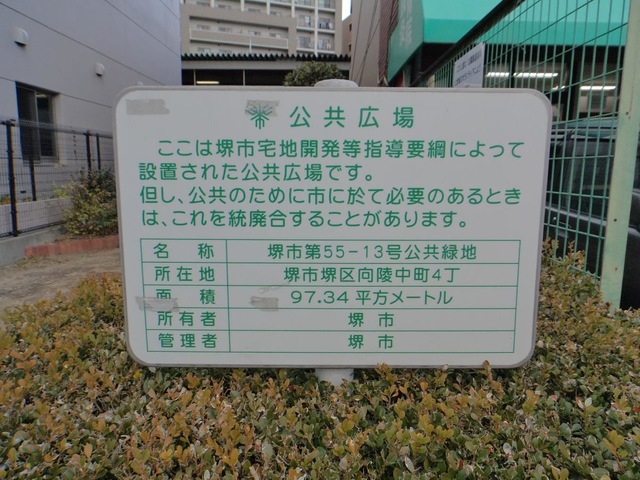 公共広場
ここは堺市宅地開発等指導要綱によって
設置された公共広場です。
但し、公共のために市に於て必要のあるとき
は、これを統廃合することがあります。
名称 堺市第55-13号公共緑地
所在地 堺市堺区向陵中町4丁
面積 97.34平方メートル
所有者 堺市
管理者 堺市